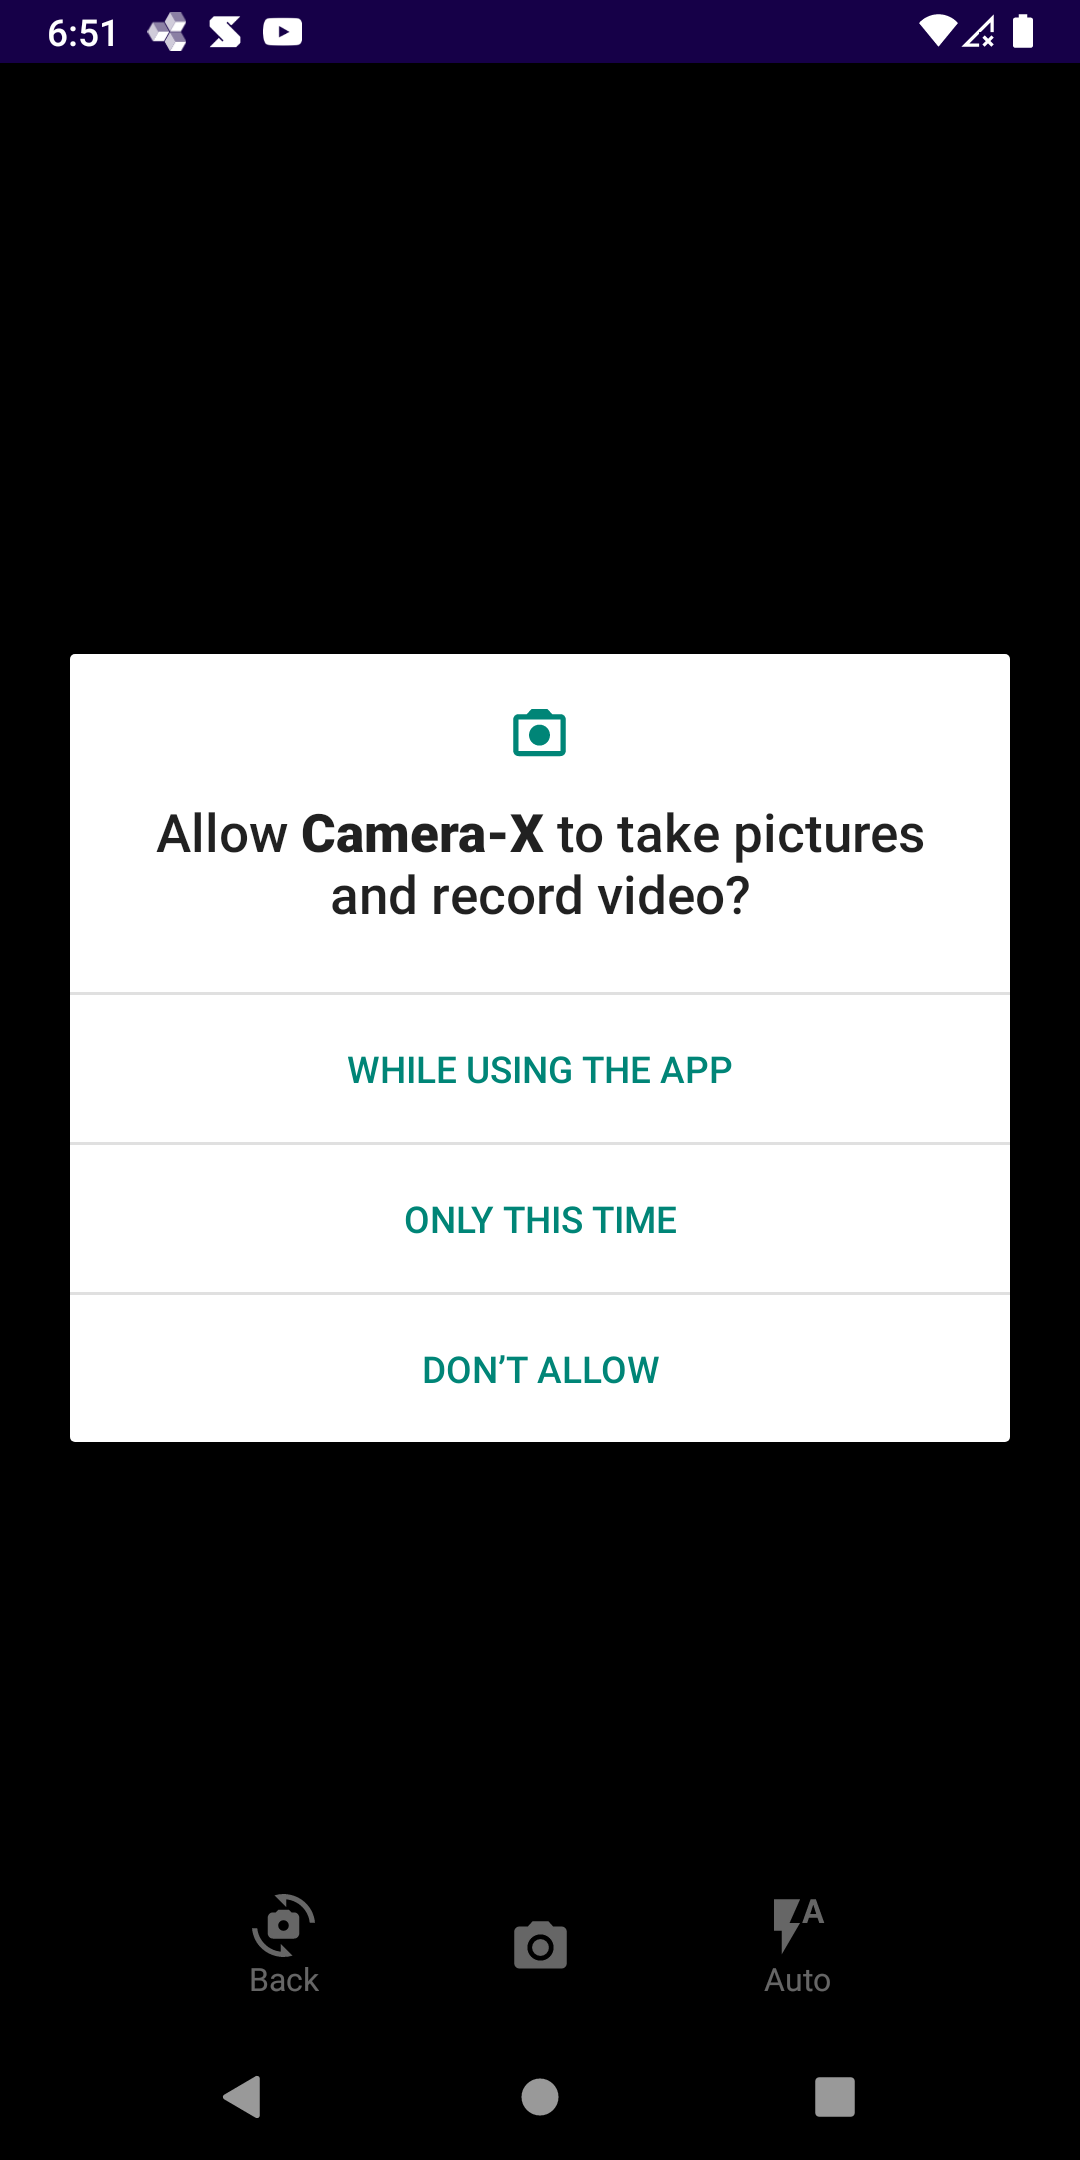 6:51
Allow Camera-X to take pictures
and record video?
WHILE USING THE APP
ONLY THIS TIME
DON’T ALLOW
A
Back
Auto